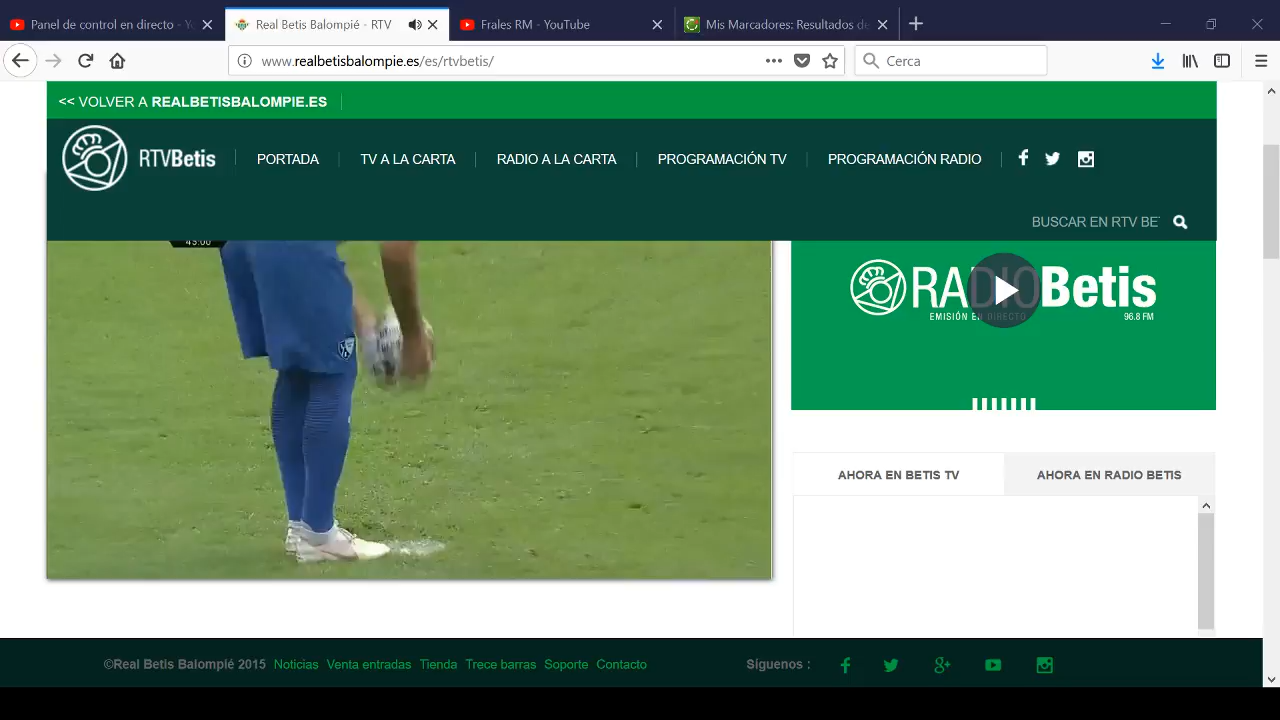 Panel de control en directo - Y
Real Betis Balompié - RTV
Frales RM - YouTube
Mis Marcadores: Resultados de
www.realbetisbalompie.es/es/rtvbetis/
Cerca
<< VOLVER A REALBETISBALOMPIE.ES
RTVBetis
PORTADA
TV A LA CARTA
RADIO A LA CARTA
PROGRAMACIÓN TV
PROGRAMACIÓN RADIO
BUSCAR EN RTV BE
45:00
RADIOBetis
EMISIÓN EN DIRECTO
96.8 FM
AHORA EN BETIS TV
AHORA EN RADIO BETIS
©Real Betis Balompié 2015 Noticias Venta entradas Tienda Trece barras Soporte Contacto
Síguenos :